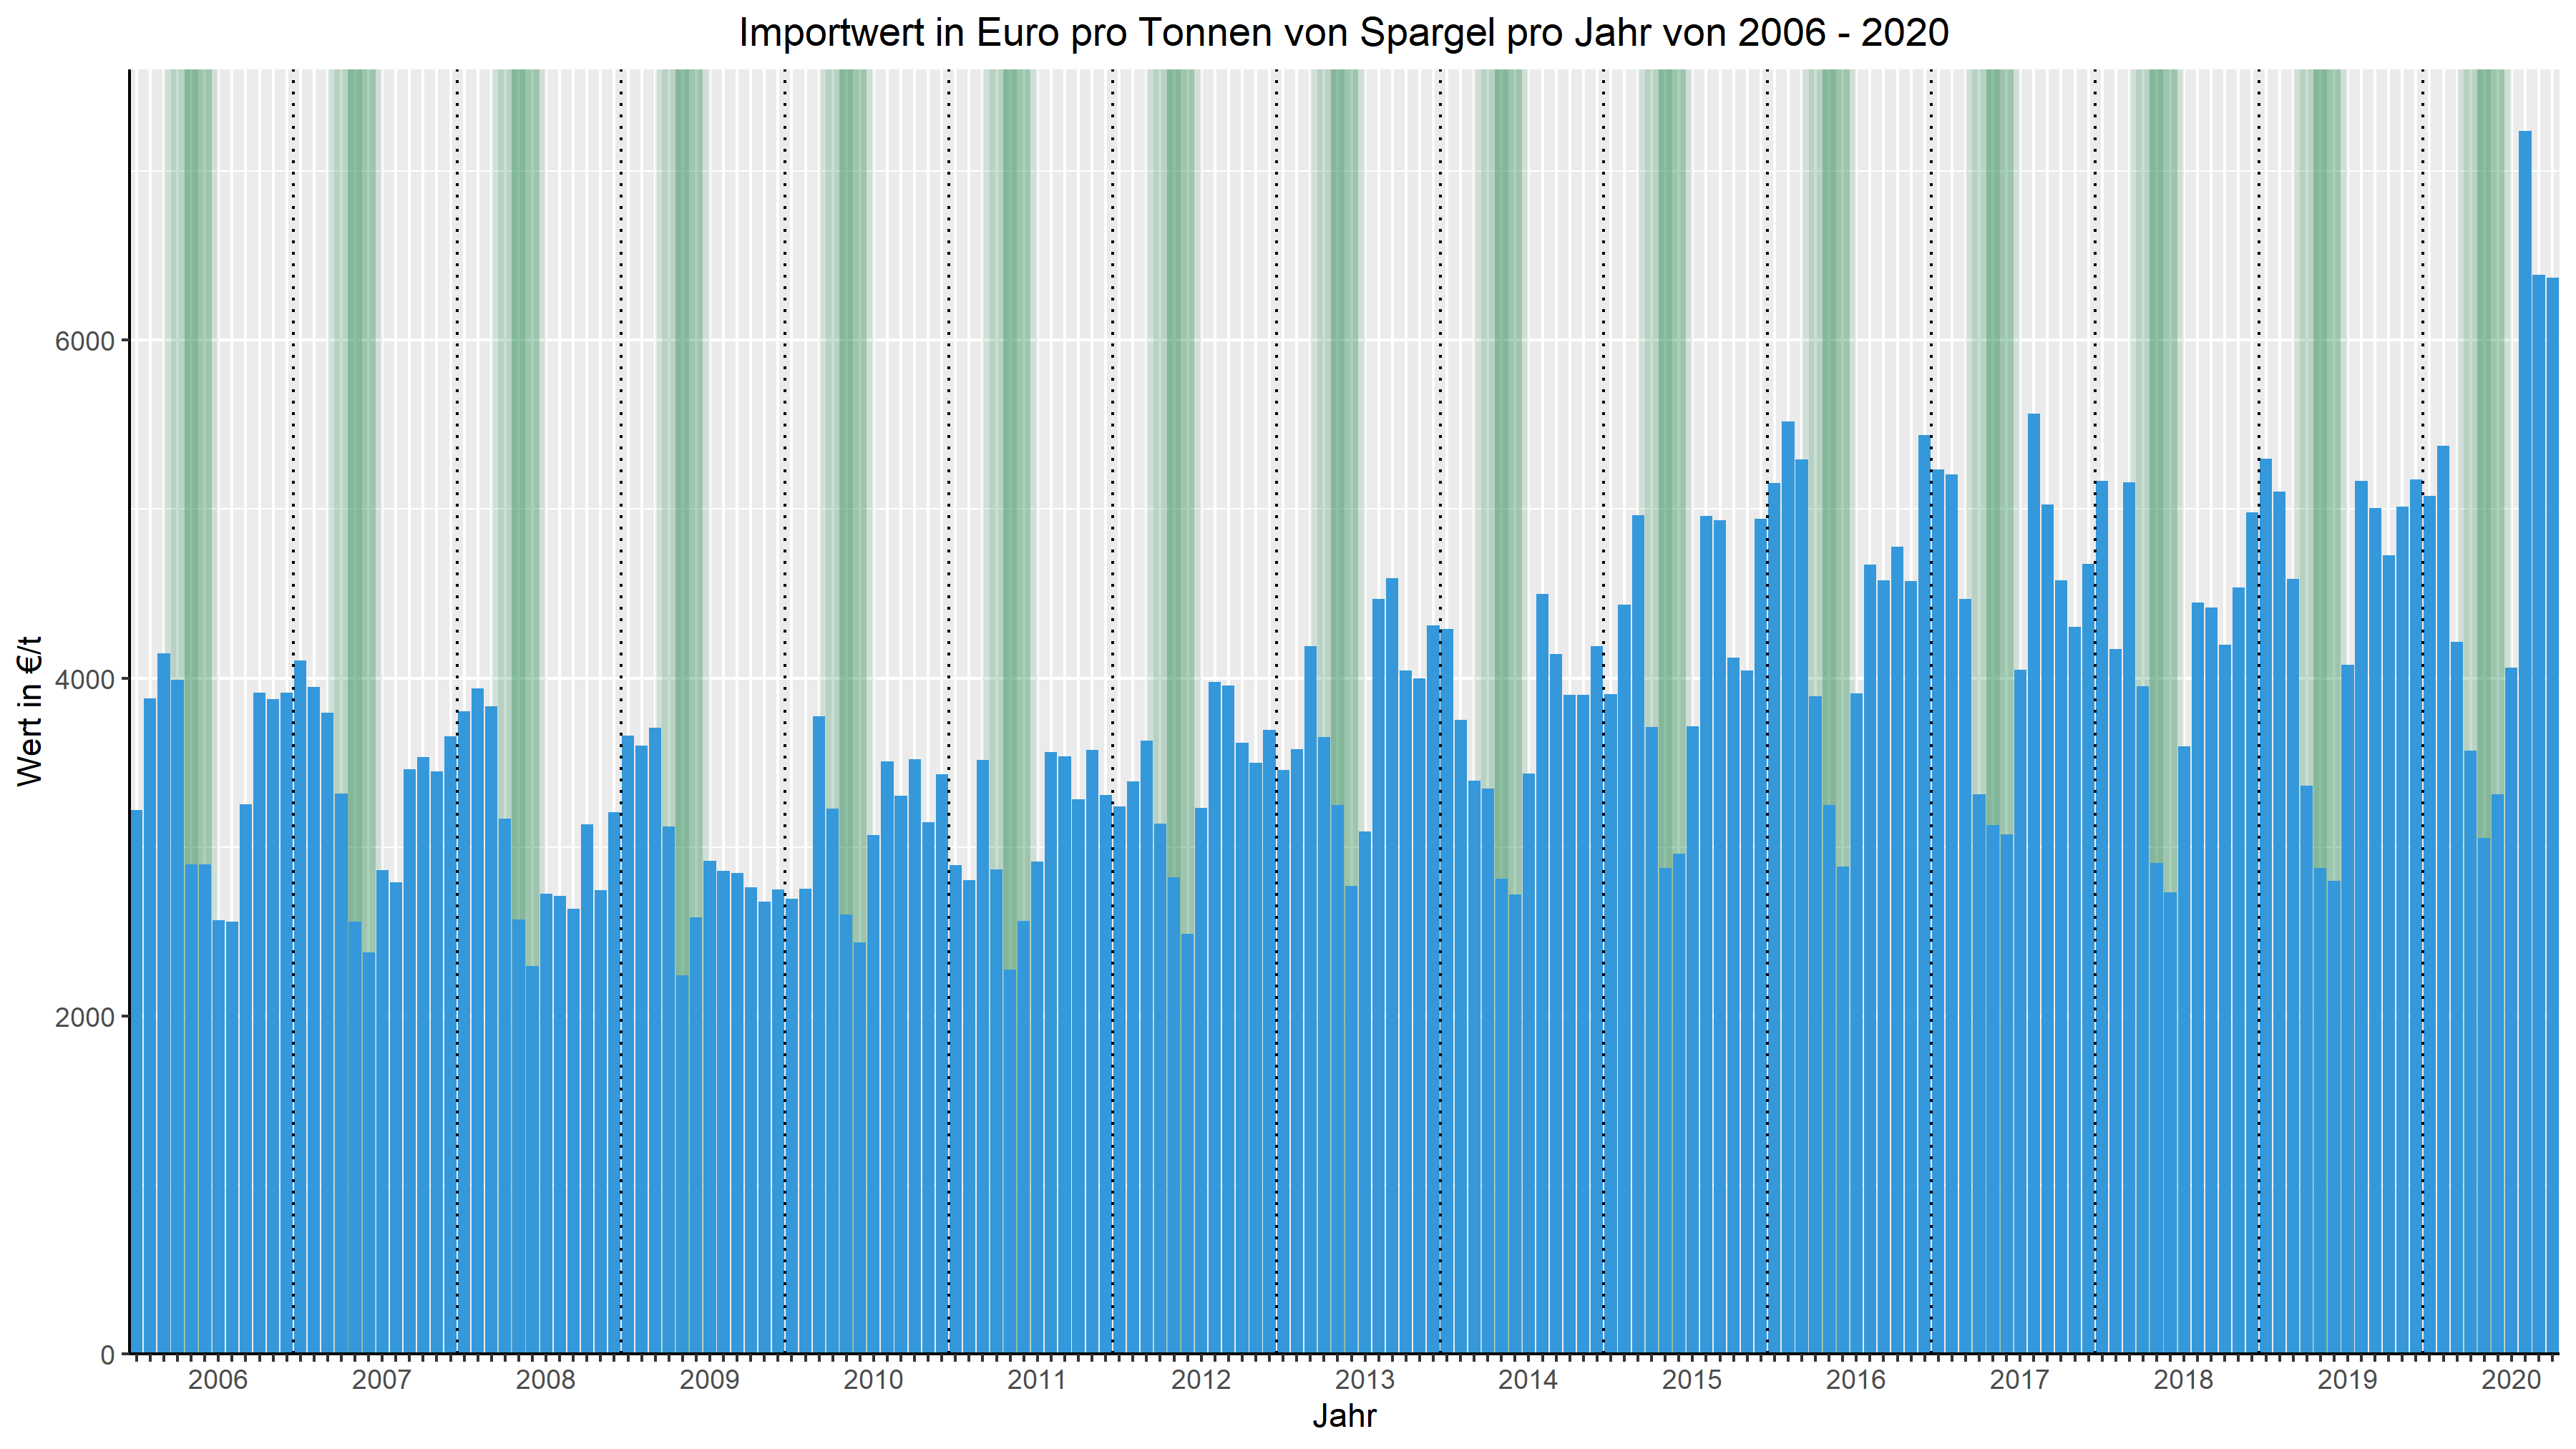 Importwert in Euro pro Tonnen von Spargel pro Jahr von 2006 - 2020
Wert in €/t
6000
4000
2000
0
2006 2007 2008 2009 2010 2011 2012 2013 2014 2015 2016 2017 2018 2019 2020
Jahr